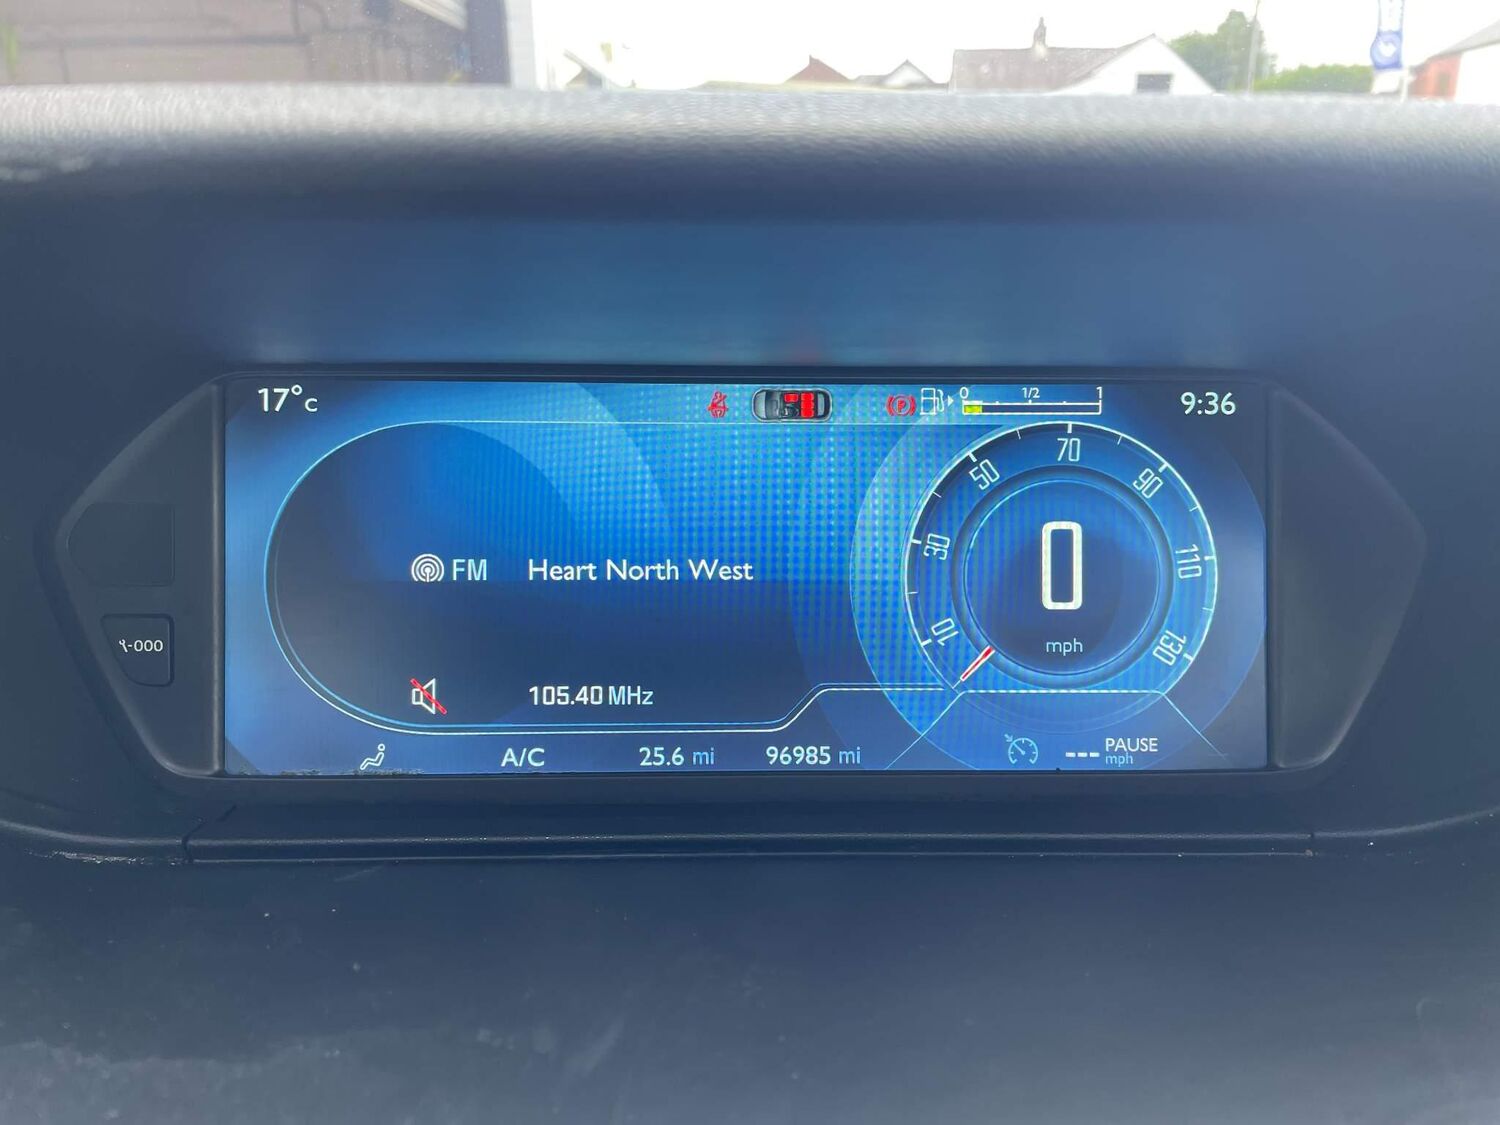 17°C
0 1/2 1
9:36
10 30 50 70 90 110 130
0
mph
FM Heart North West
-000
105.40 MHz
A/C 25.6 mi 96985 mi
--- PAUSE
mph
P